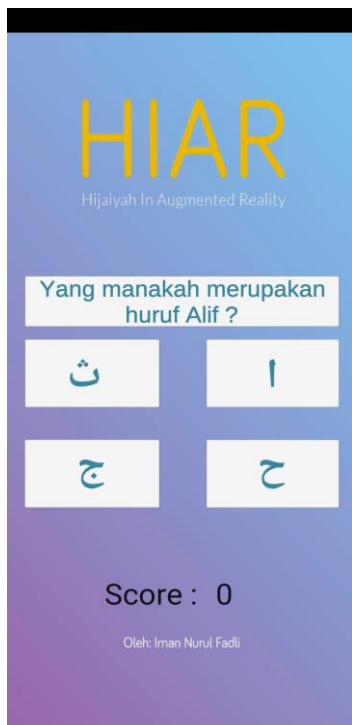 HIAR
Hijaiyah In Augmented Reality
Yang manakah merupakan
huruf Alif ?
ث
ا
ج
ح
Score : 0
Oleh: Iman Nurul Fadli